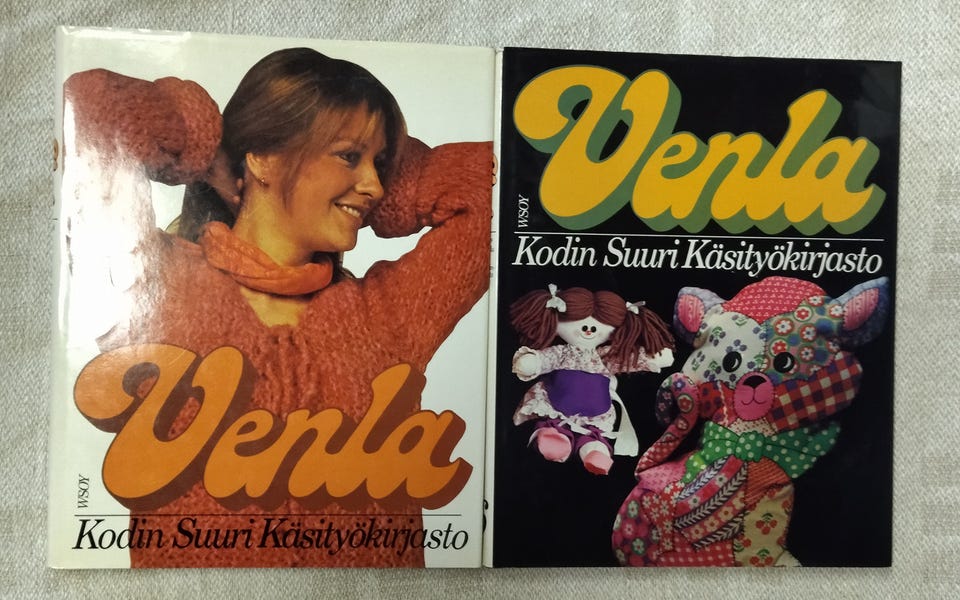 Venla
WSOY
Kodin Suuri Käsityökirjasto
Venla
WSOY
Kodin Suuri Käsityökirjasto